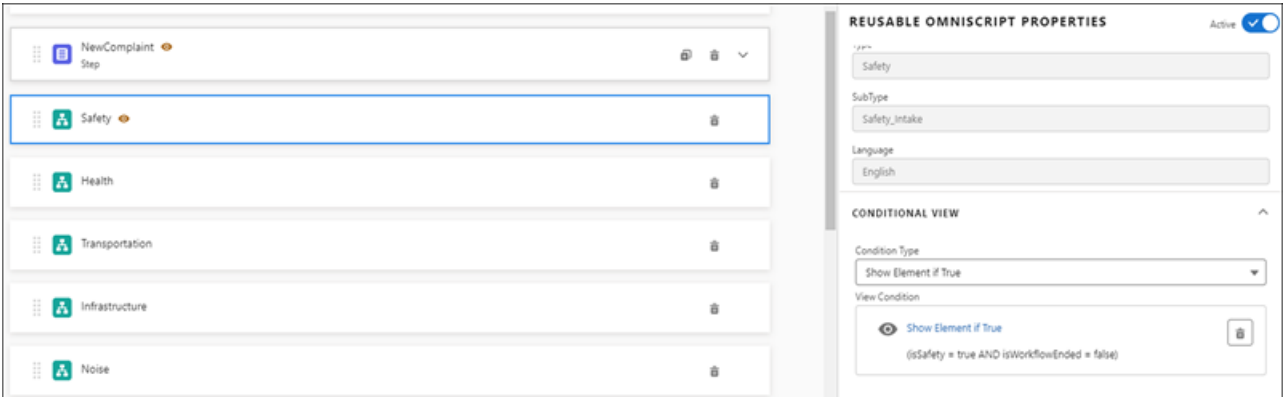 NewComplaint
Step
Safety
Health
Transportation
Infrastructure
Noise
REUSABLE OMNISCRIPT PROPERTIES
Active
Type
Safety
SubType
Safety_Intake
Language
English
CONDITIONAL VIEW
Condition Type
Show Element if True
View Condition
Show Element if True
(isSafety = true AND isWorkflowEnded = false)